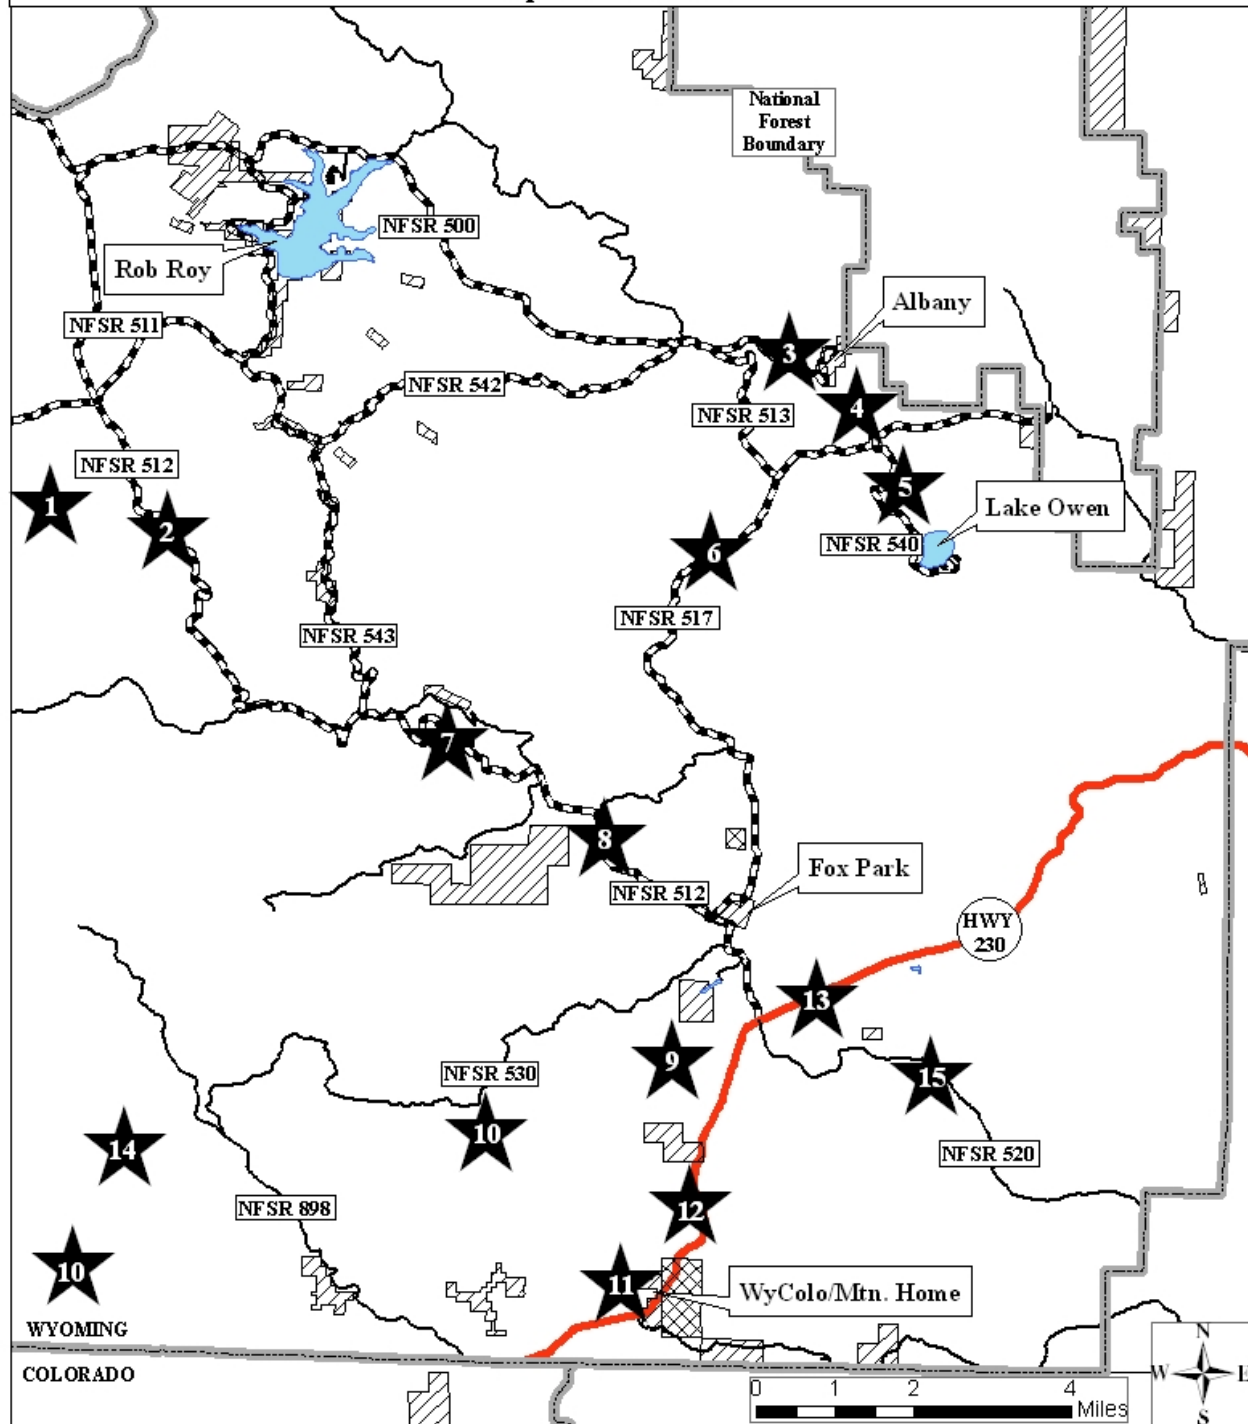 National
Forest
Boundary
NFSR 500
Rob Roy
Albany
NFSR 511
3
NFSR 542
4
NFSR 513
NFSR 512
5
1
Lake Owen
2
6
NFSR 540
NFSR 517
NFSR 543
7
8
Fox Park
NFSR 512
HWY
230
13
9
NFSR 530
15
10
14
NFSR 520
NFSR 898
12
10
11
WyColo/Mtn. Home
WYOMING
N
COLORADO
W E
0 1 2 4
Miles
S